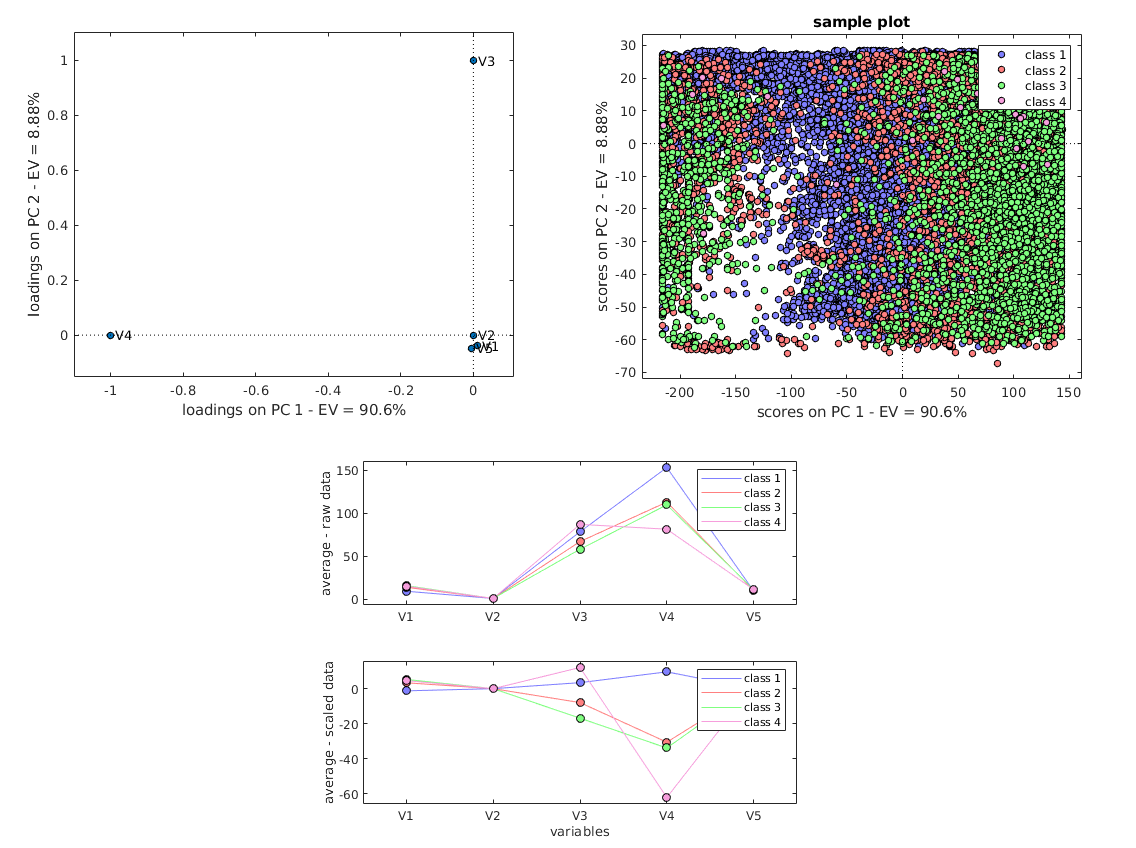 1
0.8
0.6
0.4
0.2
0
-1
-0.8
-0.6
-0.4
-0.2
0
loadings on PC 2 - EV = 8.88%
loadings on PC 1 - EV = 90.6%
V3
V4
V2
V1
V5
sample plot
30
20
10
0
-10
-20
-30
-40
-50
-60
-70
-200
-150
-100
-50
0
50
100
150
scores on PC 2 - EV = 8.88%
scores on PC 1 - EV = 90.6%
class 1
class 2
class 3
class 4
150
100
50
0
average - raw data
V1
V2
V3
V4
V5
class 1
class 2
class 3
class 4
0
-20
-40
-60
average - scaled data
V1
V2
V3
V4
V5
variables
class 1
class 2
class 3
class 4